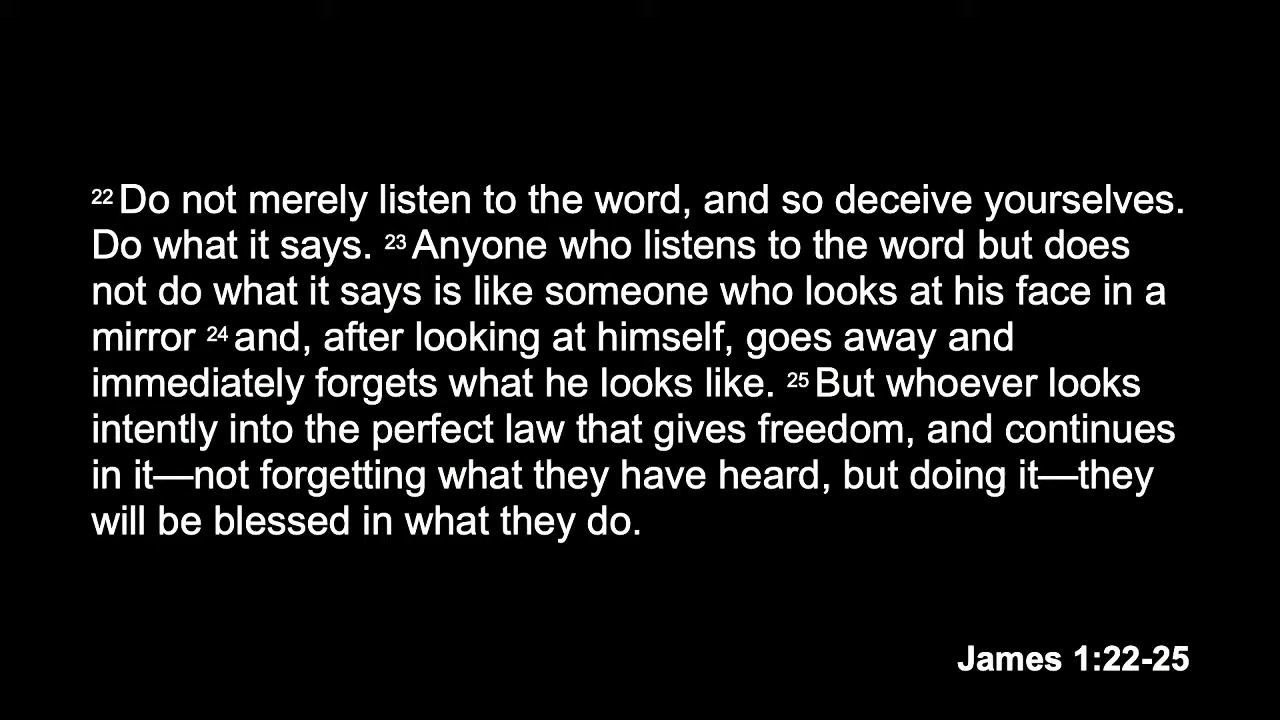 22 Do not merely listen to the word, and so deceive yourselves.
Do what it says. 23 Anyone who listens to the word but does
not do what it says is like someone who looks at his face in a
mirror 24 and, after looking at himself, goes away and
immediately forgets what he looks like. 25 But whoever looks
intently into the perfect law that gives freedom, and continues
in it—not forgetting what they have heard, but doing it—they
will be blessed in what they do.
James 1:22-25